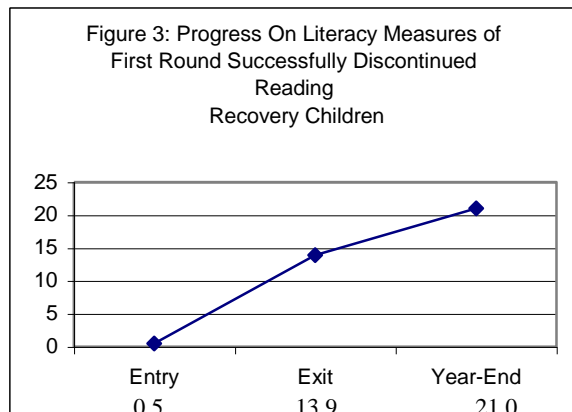 Figure 3: Progress On Literacy Measures of
First Round Successfully Discontinued
Reading
Recovery Children
25
20
15
10
5
0
Entry Exit Year-End
0.5 13.9 21.0